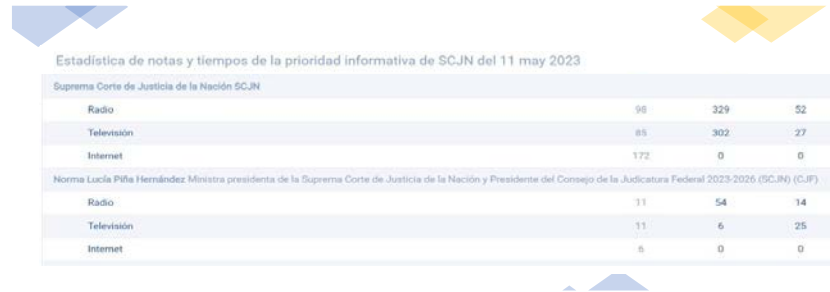 Estadística de notas y tiempos de la prioridad informativa de SCJN del 11 may 2023
Suprema Corte de Justicia de la Nación SCJN
Radio 98 329 52
Televisión 85 302 27
Internet 172 0 0
Norma Lucía Piña Hernández Ministra presidenta de la Suprema Corte de Justicia de la Nación y Presidente del Consejo de la Judicatura Federal 2023-2026 (SCJN) (CJF)
Radio 11 54 14
Televisión 11 6 25
Internet 6 0 0